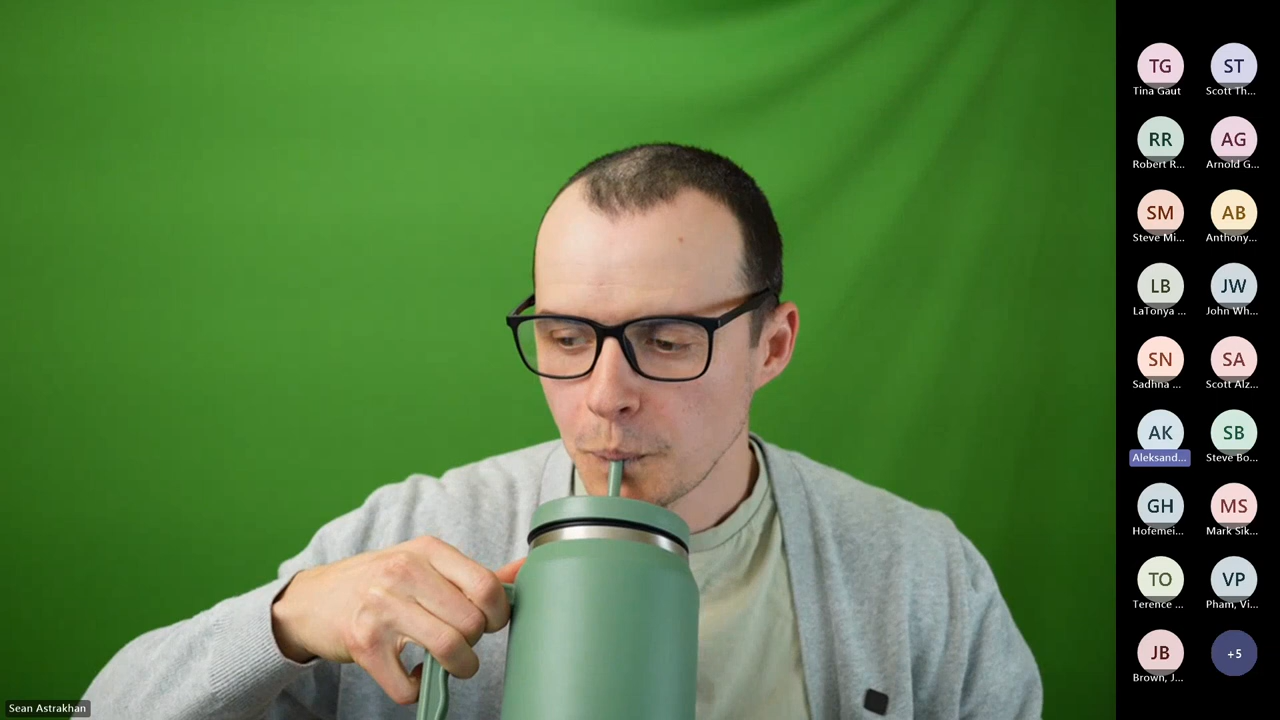 TG
ST
Tina Gaut
Scott Th...
RR
AG
Robert R...
Arnold G...
SM
AB
Steve Mi...
Anthony...
LB
JW
LaTonya ...
John Wh...
SN
SA
Sadhna ...
Scott Alz...
AK
SB
Aleksand...
Steve Bo...
GH
MS
Hofemei...
Mark Sik...
TO
VP
Terence ...
Pham, Vi...
JB
+5
Brown, J...
Sean Astrakhan